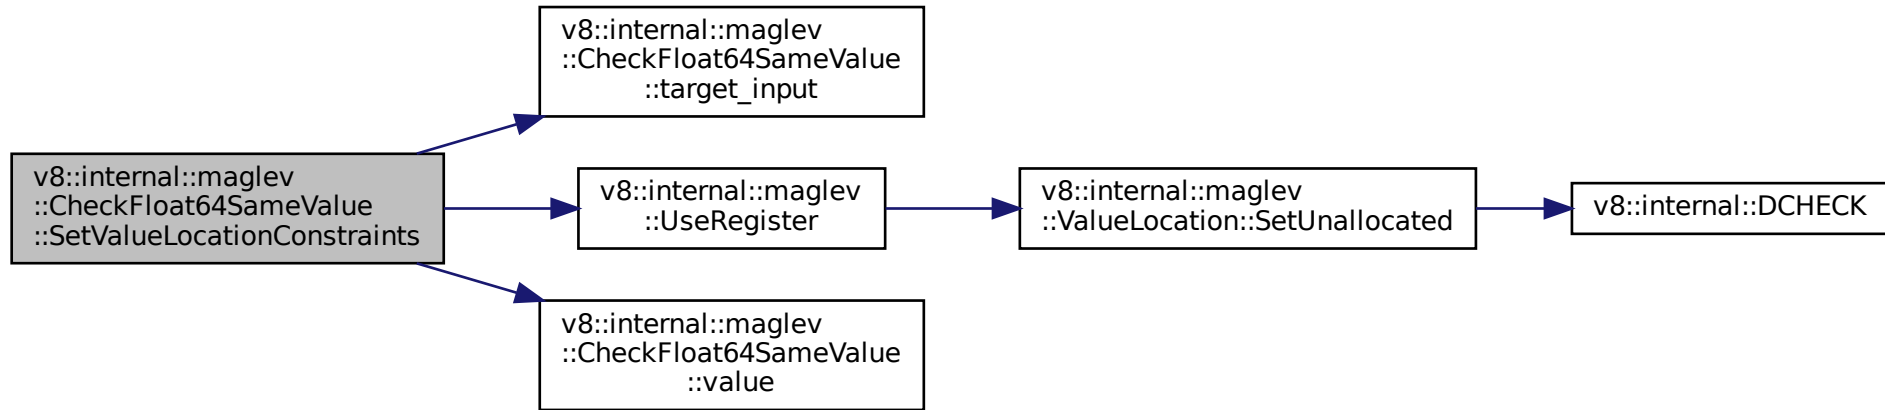 v8::internal::maglev
::CheckFloat64SameValue
::SetValueLocationConstraints
v8::internal::maglev
::CheckFloat64SameValue
::target_input
v8::internal::maglev
::UseRegister
v8::internal::maglev
::ValueLocation::SetUnallocated
v8::internal::DCHECK
v8::internal::maglev
::CheckFloat64SameValue
::value